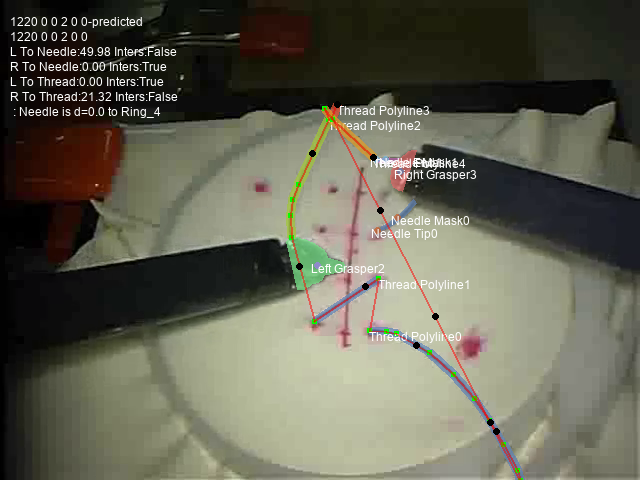 1220 0 0 2 0 0-predicted
1220 0 0 2 0 0
L To Needle:49.98 Inters:False
R To Needle:0.00 Inters:True
L To Thread:0.00 Inters:True
R To Thread:21.32 Inters:False
: Needle is d=0.0 to Ring_4
Thread Polyline3
Thread Polyline2
Thread Polyline4
Right Grasper3
Needle Mask0
Needle Tip0
Left Grasper2
Thread Polyline1
Thread Polyline0